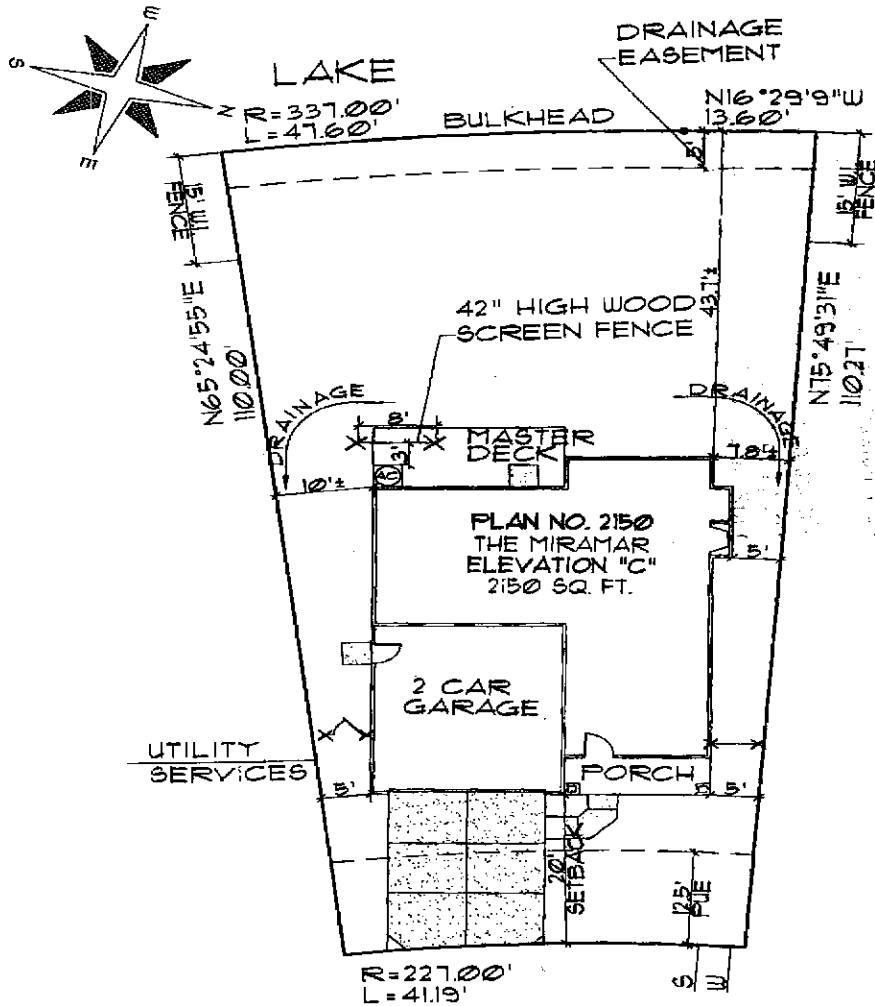 S
N
E
LAKE
R=337.00'
L=47.60'
BULKHEAD
DRAINAGE
EASEMENT
N16°29'9"W
13.60'
5'
15' W.I.
FENCE
15' W.I.
FENCE
N65°24'55"E
110.00'
N75°49'31"E
110.27'
43.7'±
42" HIGH WOOD
SCREEN FENCE
DRAINAGE
DRAINAGE
8'
3'
MASTER
DECK
A/C
10'±
7.8'±
PLAN NO. 2150
THE MIRAMAR
ELEVATION "C"
2150 SQ. FT.
5'
2 CAR
GARAGE
UTILITY
SERVICES
PORCH
5'
5'
20'
SETBACK
12.5'
PUE
R=227.00'
L=41.19'
S
W